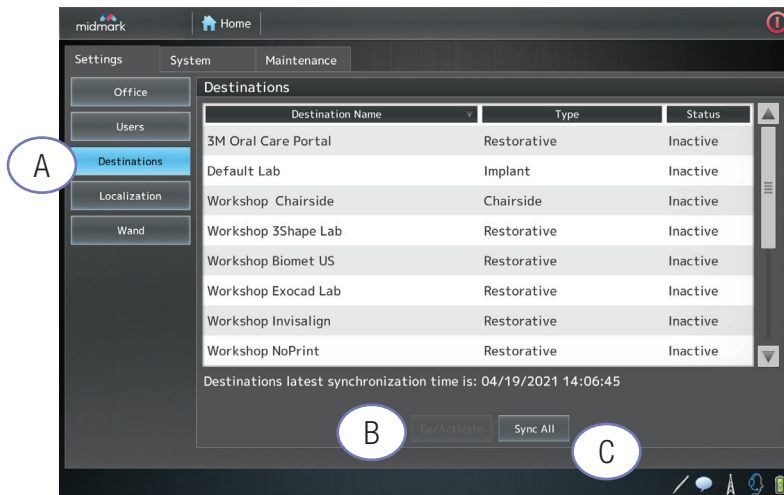 midmark Home
Settings System Maintenance
Office
Users
Destinations
Localization
Wand
Destinations
Destination Name Type Status
3M Oral Care Portal Restorative Inactive
Default Lab Implant Inactive
Workshop Chairside Chairside Inactive
Workshop 3Shape Lab Restorative Inactive
Workshop Biomet US Restorative Inactive
Workshop Exocad Lab Restorative Inactive
Workshop Invisalign Restorative Inactive
Workshop NoPrint Restorative Inactive
Destinations latest synchronization time is: 04/19/2021 14:06:45
De/Activate Sync All
A
B
C